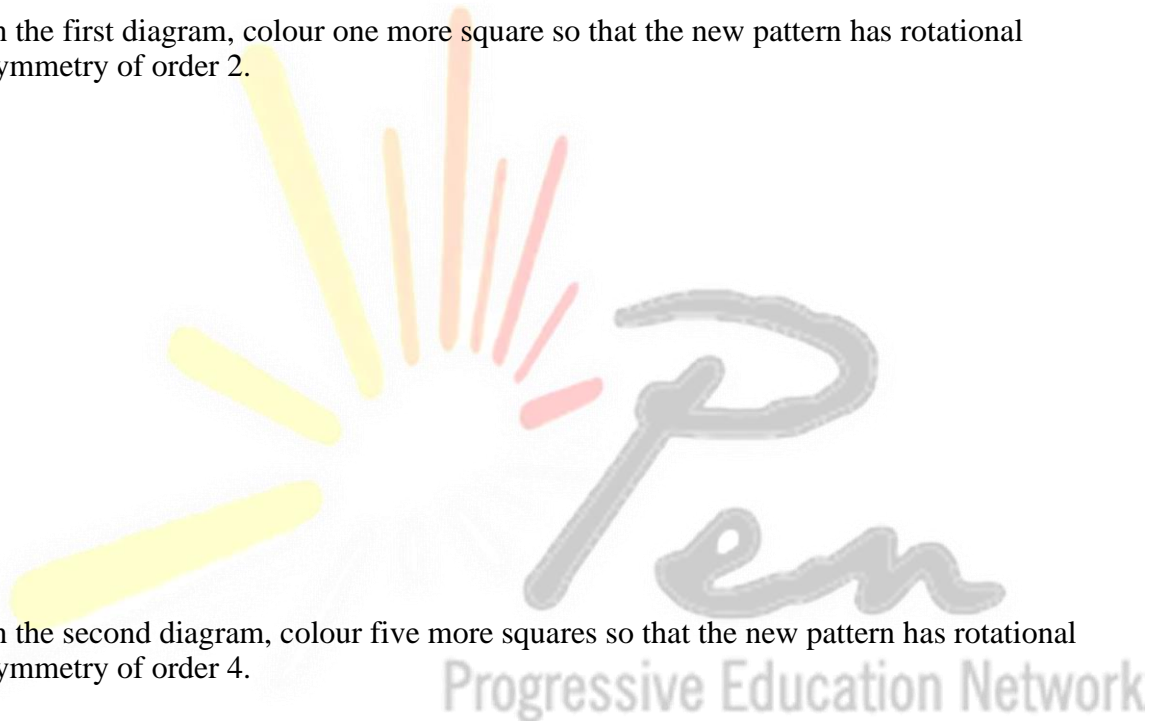 n the first diagram, colour one more square so that the new pattern has rotational
ymmetry of order 2.
Pen
n the second diagram, colour five more squares so that the new pattern has rotational
ymmetry of order 4.
Progressive Education Network